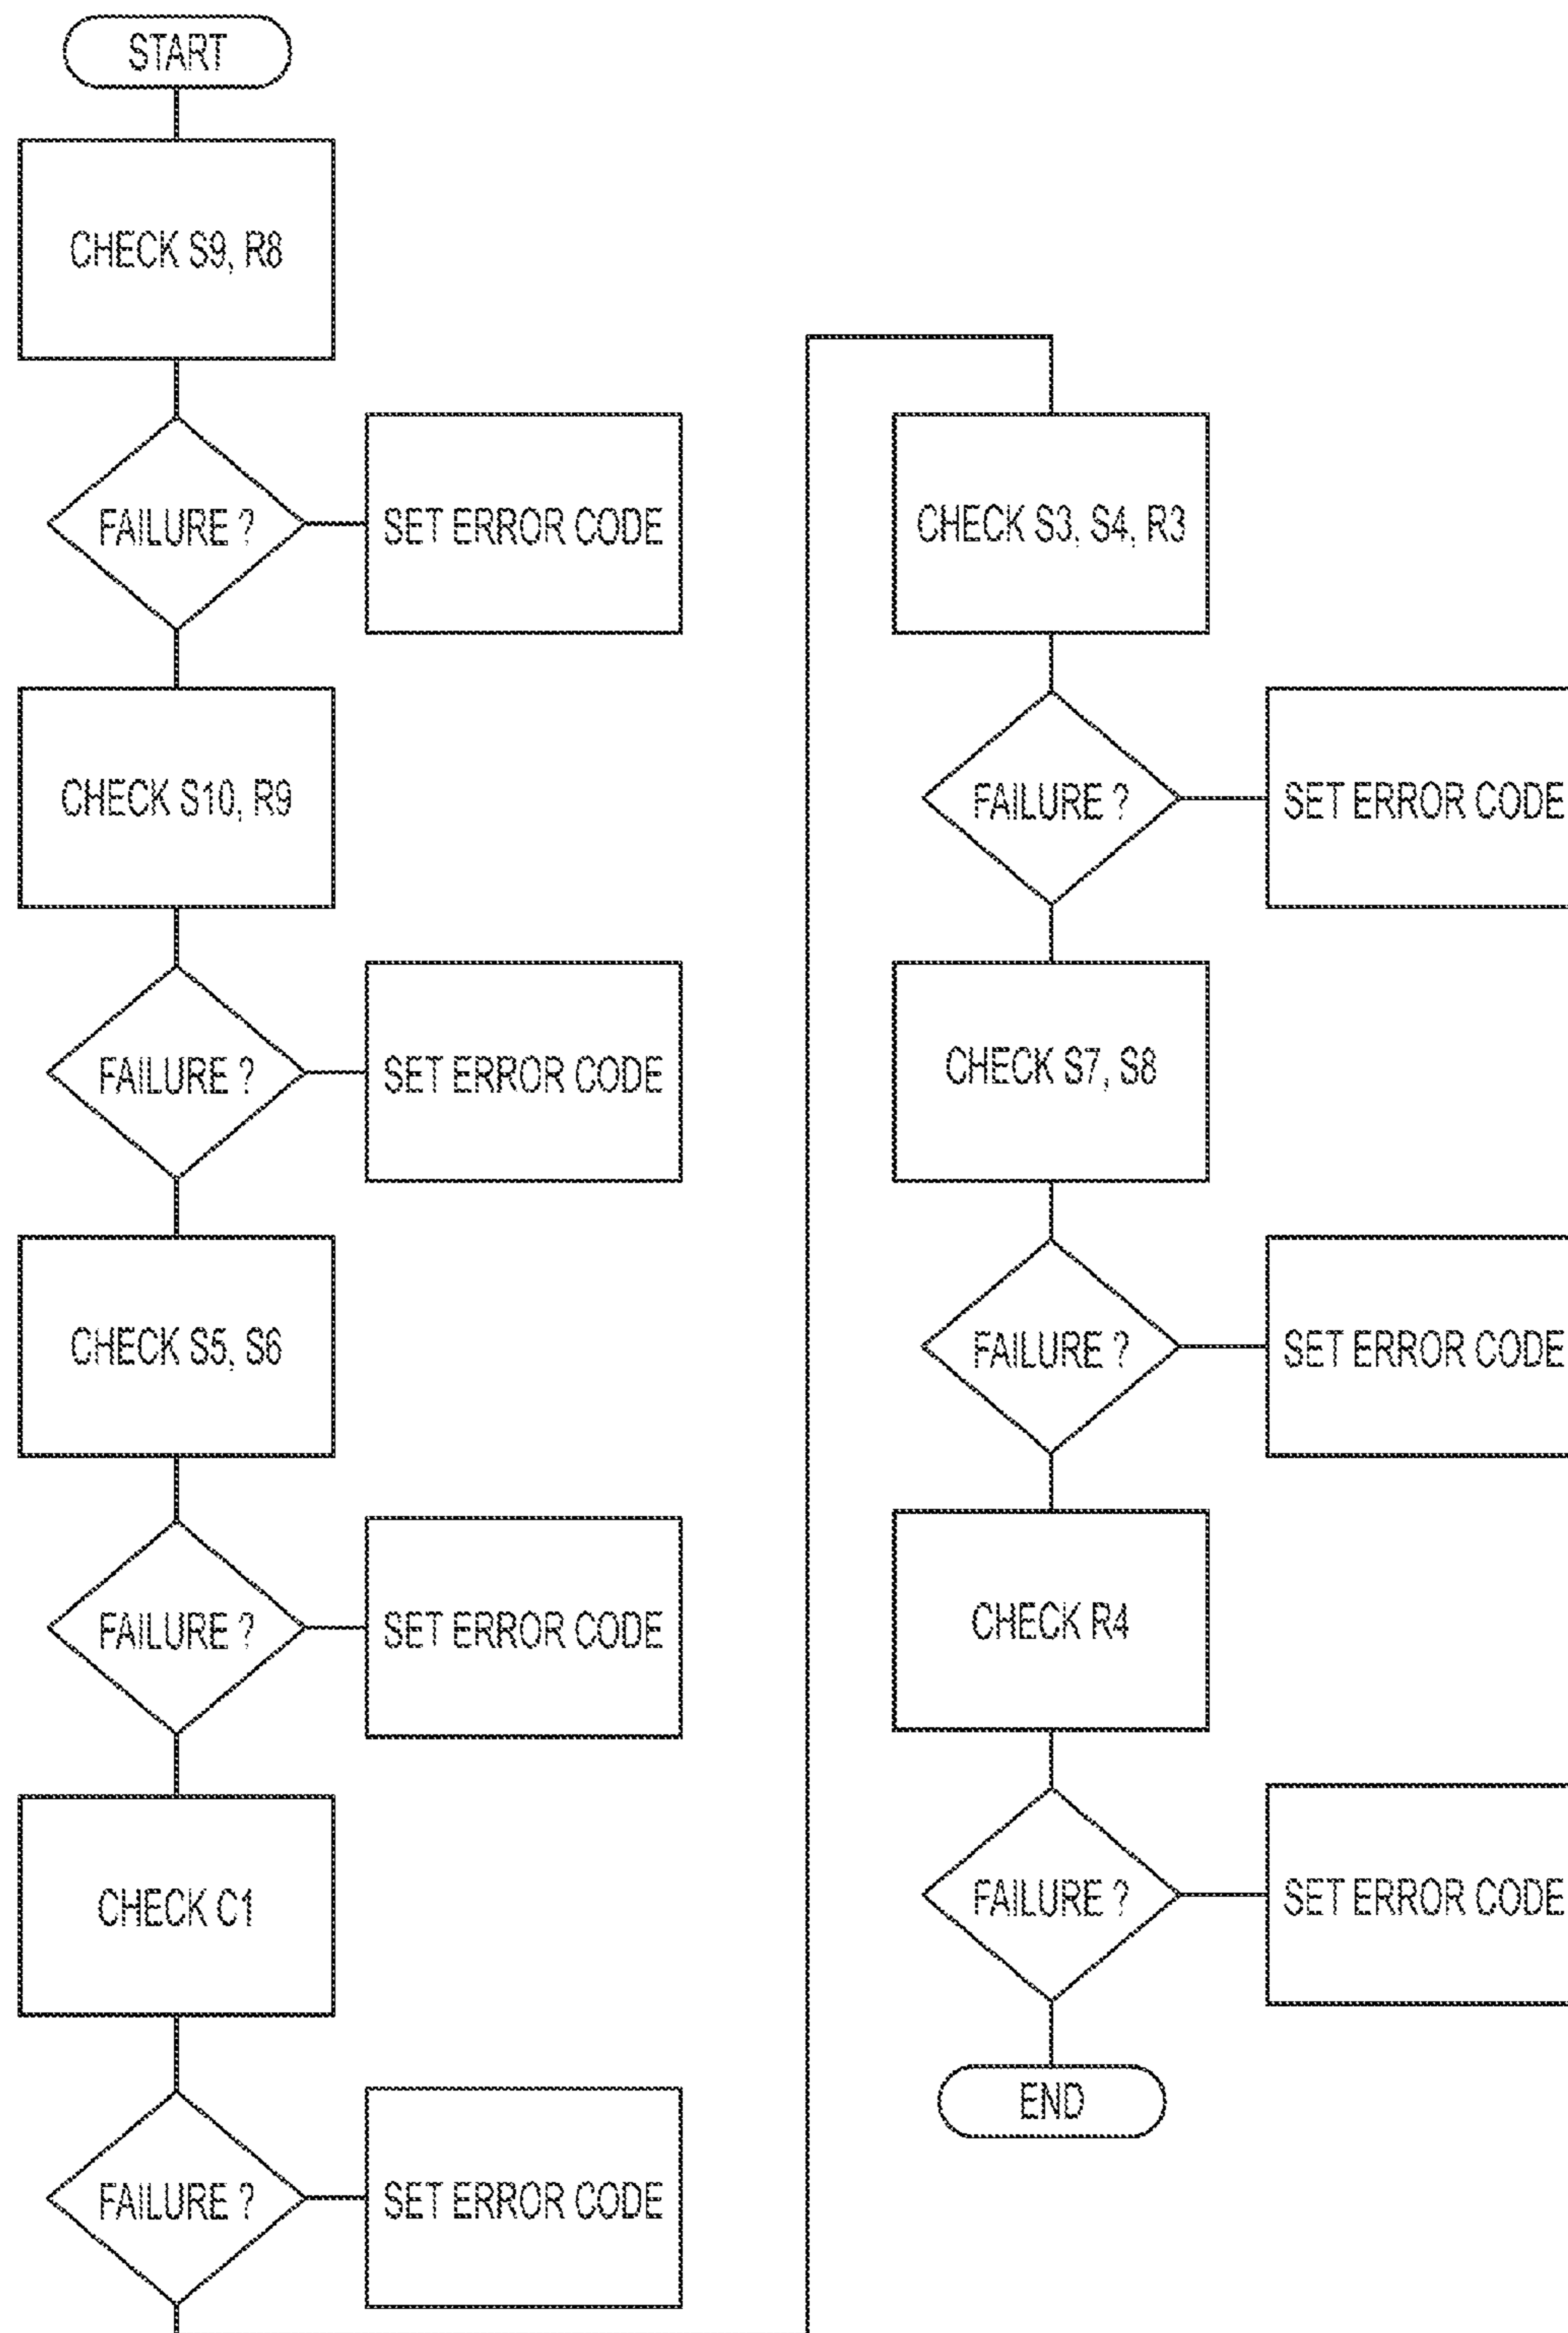 START
CHECK S9, R8
FAILURE ?
SET ERROR CODE
CHECK S10, R9
FAILURE ?
SET ERROR CODE
CHECK S5, S6
FAILURE ?
SET ERROR CODE
CHECK C1
FAILURE ?
SET ERROR CODE
CHECK S3, S4, R3
FAILURE ?
SET ERROR CODE
CHECK S7, S8
FAILURE ?
SET ERROR CODE
CHECK R4
FAILURE ?
SET ERROR CODE
END